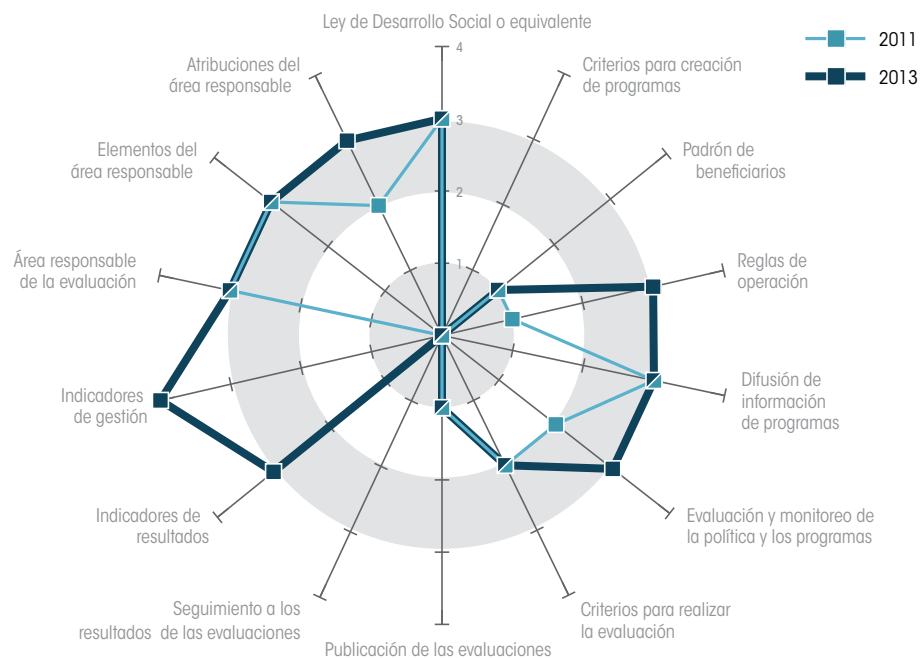 Ley de Desarrollo Social o equivalente
2011
2013
4
3
2
1
Criterios para creación
de programas
Padrón de
beneficiarios
Reglas de
operación
Difusión de
información
de programas
Evaluación y monitoreo de
la política y los programas
Criterios para realizar
la evaluación
Publicación de las evaluaciones
Seguimiento a los
resultados de las evaluaciones
Indicadores de
resultados
Indicadores
de gestión
Área responsable
de la evaluación
Elementos del
área responsable
Atribuciones del
área responsable